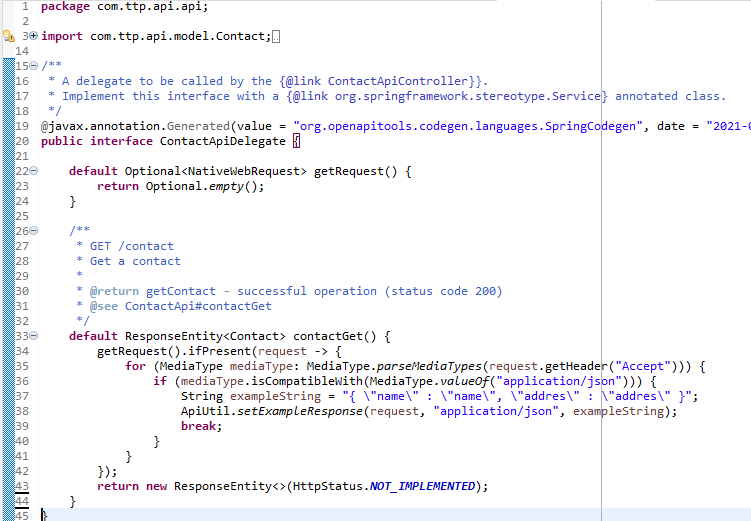 1 package com.ttp.api.api;
2
3 import com.ttp.api.model.Contact;
14
15 /**
16  * A delegate to be called by the {@link ContactApiController}}.
17  * Implement this interface with a {@link org.springframework.stereotype.Service} annotated class.
18  */
19 @javax.annotation.Generated(value = "org.openapitools.codegen.languages.SpringCodegen", date = "2021-0
20 public interface ContactApiDelegate {
21
22     default Optional<NativeWebRequest> getRequest() {
23         return Optional.empty();
24     }
25
26     /**
27      * GET /contact
28      * Get a contact
29      *
30      * @return getContact - successful operation (status code 200)
31      * @see ContactApi#contactGet
32      */
33     default ResponseEntity<Contact> contactGet() {
34         getRequest().ifPresent(request -> {
35             for (MediaType mediaType: MediaType.parseMediaTypes(request.getHeader("Accept"))) {
36                 if (mediaType.isCompatibleWith(MediaType.valueOf("application/json"))) {
37                     String exampleString = "{ \"name\" : \"name\", \"addres\" : \"addres\" }";
38                     ApiUtil.setExampleResponse(request, "application/json", exampleString);
39                     break;
40                 }
41             }
42         });
43         return new ResponseEntity<>(HttpStatus.NOT_IMPLEMENTED);
44     }
45 }